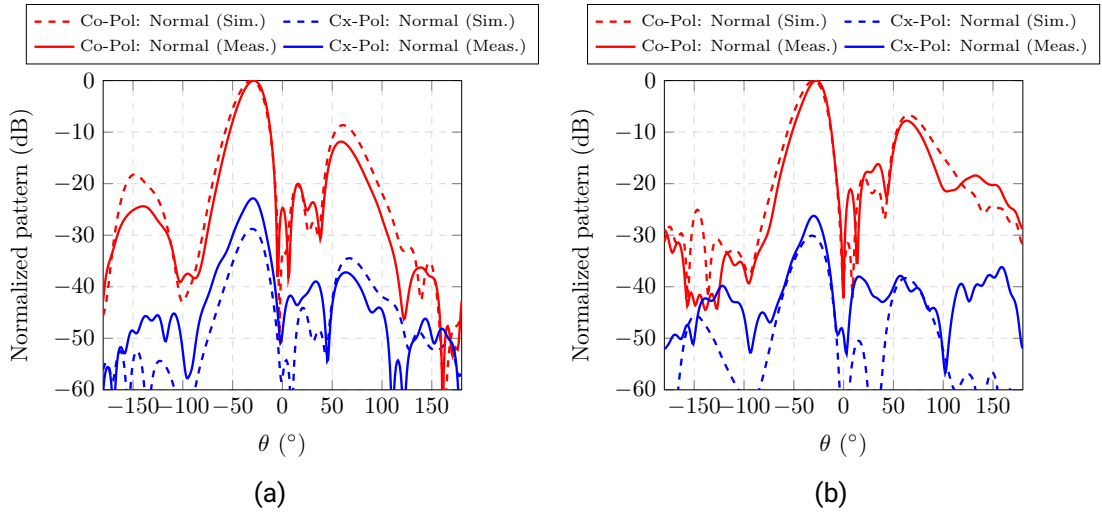 Co-Pol: Normal (Sim.) Cx-Pol: Normal (Sim.)
Co-Pol: Normal (Meas.) Cx-Pol: Normal (Meas.)
Normalized pattern (dB)
0
−10
−20
−30
−40
−50
−60
−150 −100 −50 0 50 100 150
θ (°)
(a)
Co-Pol: Normal (Sim.) Cx-Pol: Normal (Sim.)
Co-Pol: Normal (Meas.) Cx-Pol: Normal (Meas.)
Normalized pattern (dB)
0
−10
−20
−30
−40
−50
−60
−150 −100 −50 0 50 100 150
θ (°)
(b)